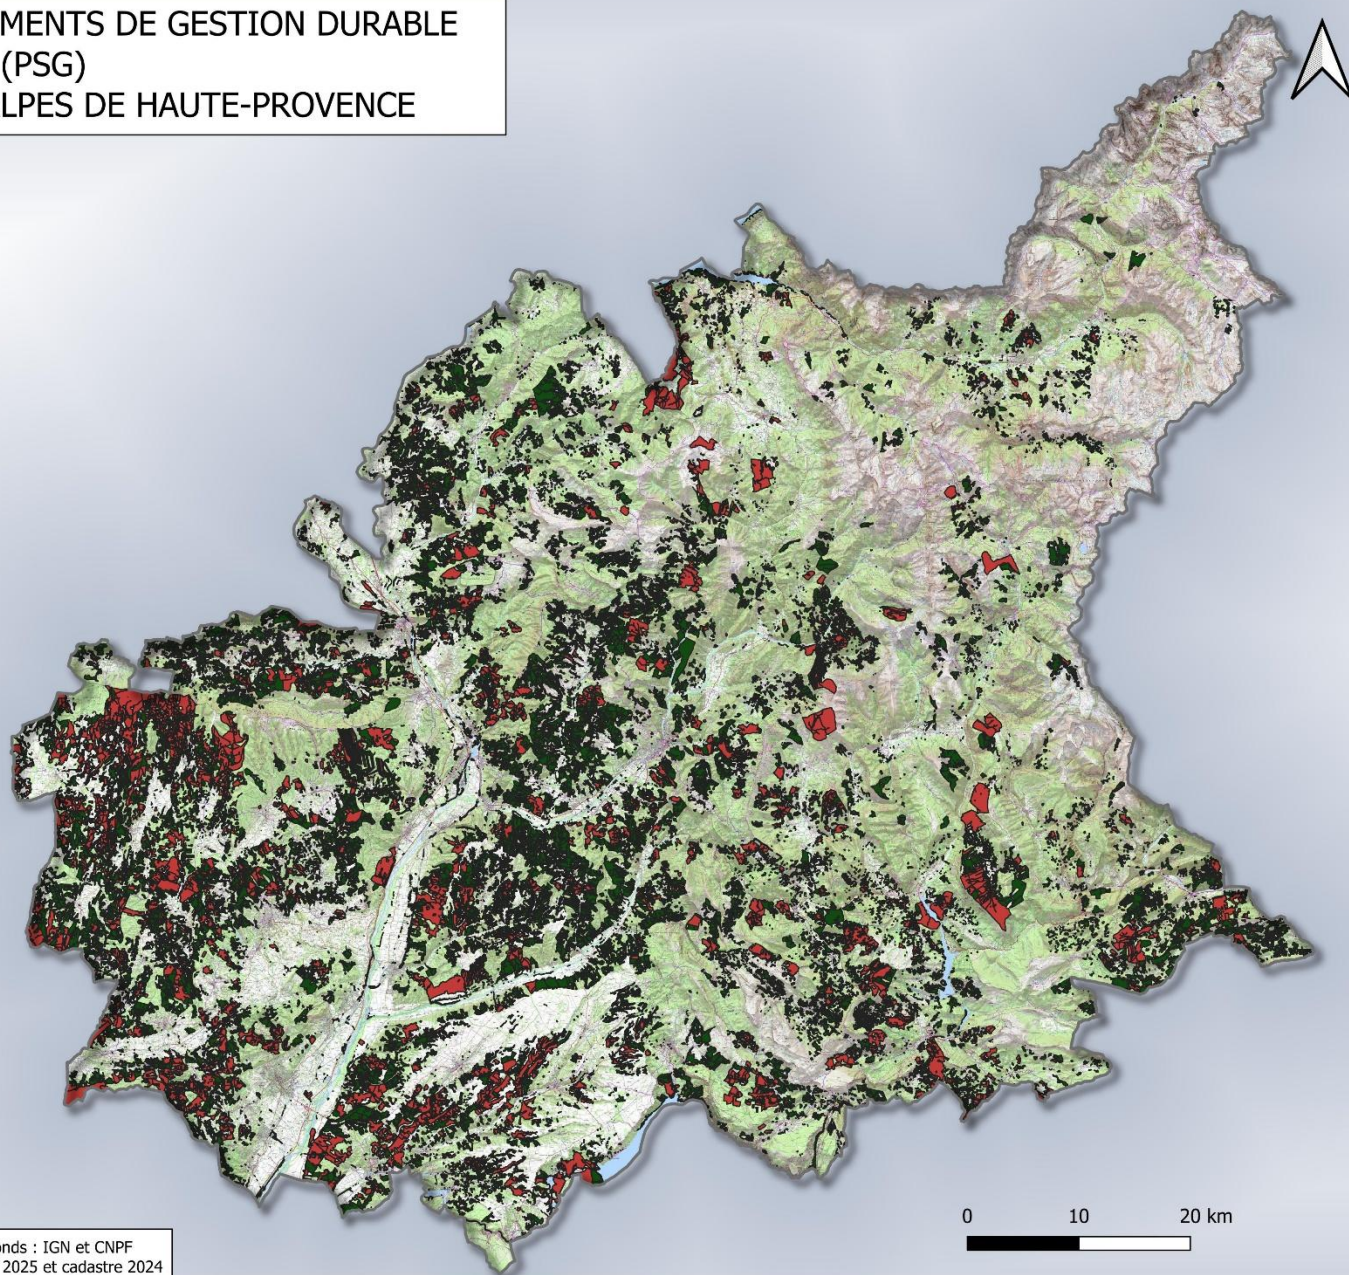 MENTS DE GESTION DURABLE
(PSG)
LPES DE HAUTE-PROVENCE
0 10 20 km
nds : IGN et CNPF
2025 et cadastre 2024